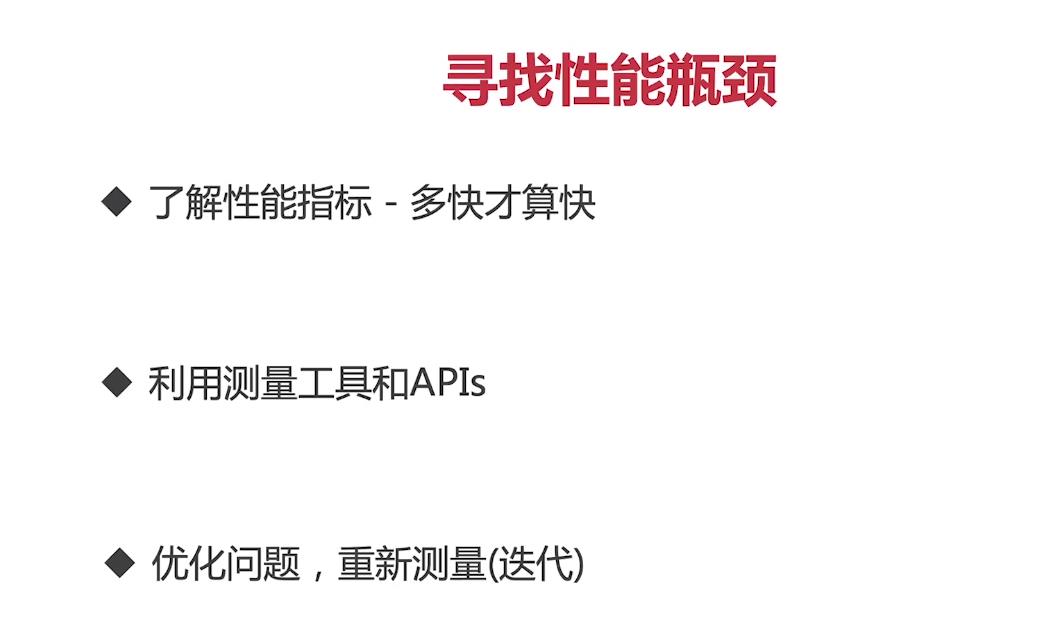 寻找性能瓶颈
◆ 了解性能指标 - 多快才算快
◆ 利用测量工具和APIs
◆ 优化问题，重新测量(迭代)